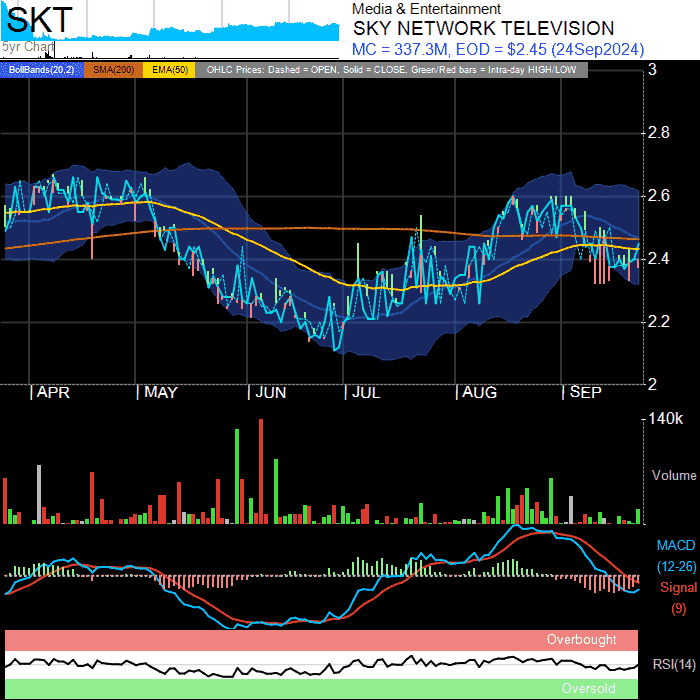 SKT
5yr Chart
Media & Entertainment
SKY NETWORK TELEVISION
MC = 337.3M, EOD = $2.45 (24Sep2024)
BollBands(20,2) SMA(200) EMA(50) OHLC Prices: Dashed = OPEN, Solid = CLOSE, Green/Red bars = Intra-day HIGH/LOW
3
2.8
2.6
2.4
2.2
2
APR MAY JUN JUL AUG SEP
140k
Volume
MACD
(12-26)
Signal
(9)
Overbought
RSI(14)
Oversold